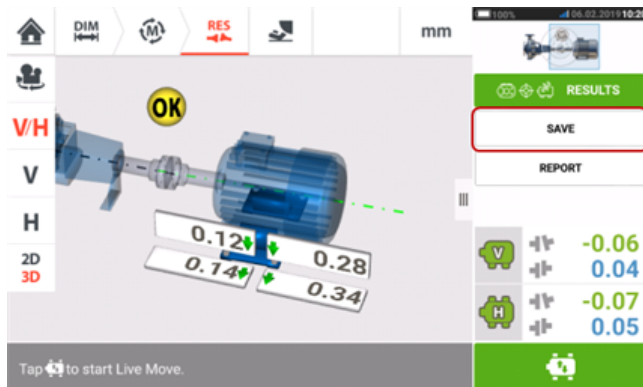 DIM
M
RES
mm
100%
06.02.2019 10:20
V/H
V
H
2D
3D
OK
0.12
0.28
0.14
0.34
RESULTS
SAVE
REPORT
V
-0.06
0.04
H
-0.07
0.05
Tap to start Live Move.